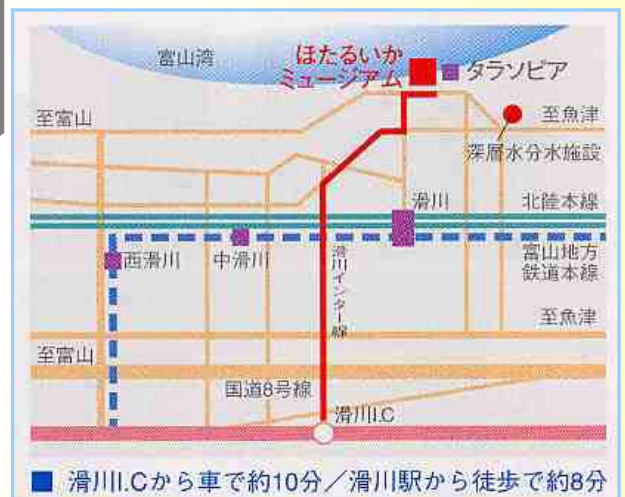 富山湾
ほたるいか
ミュージアム
タラソピア
至富山
至魚津
深層水分水施設
滑川
北陸本線
西滑川
中滑川
滑川インター線
富山地方
鉄道本線
至魚津
至富山
国道8号線
滑川I.C
■ 滑川I.Cから車で約10分／滑川駅から徒歩で約8分